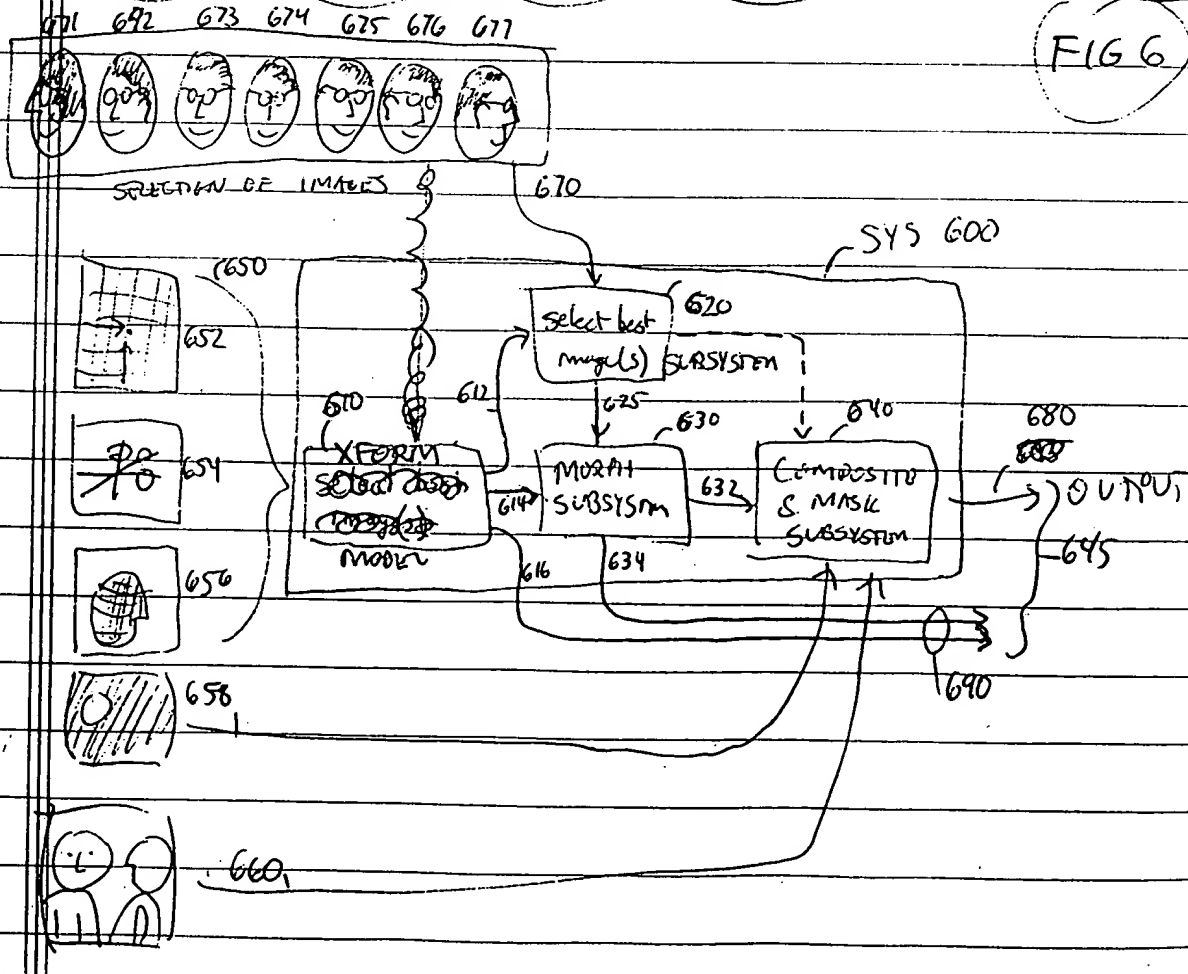 671 692 673 674 675 676 677
FIG 6
SELECTION OF IMAGES
670
SYS 600
650
652
620
select best
image(s) SUBSYSTEM
612
625
610
630
640
680
654
XFORM
MODEL
614
MORPH
SUBSYSTEM
632
COMPOSITE
& MASK
SUBSYSTEM
OUTPUT
645
656
616
634
690
658
660